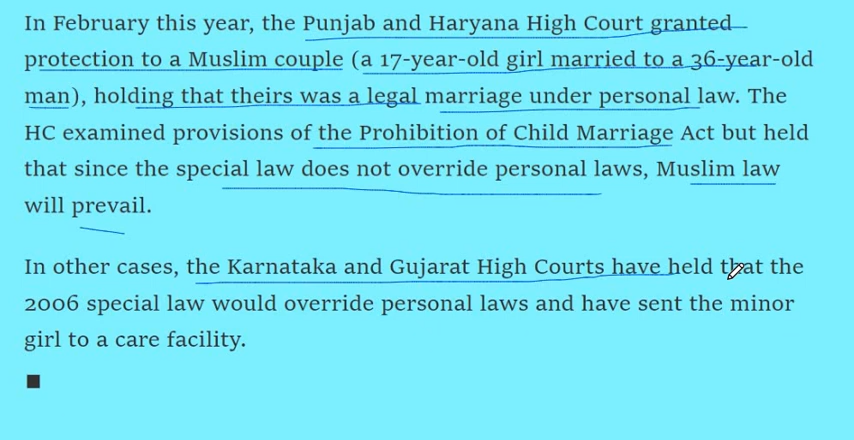 In February this year, the Punjab and Haryana High Court granted
protection to a Muslim couple (a 17-year-old girl married to a 36-year-old
man), holding that theirs was a legal marriage under personal law. The
HC examined provisions of the Prohibition of Child Marriage Act but held
that since the special law does not override personal laws, Muslim law
will prevail.
In other cases, the Karnataka and Gujarat High Courts have held that the
2006 special law would override personal laws and have sent the minor
girl to a care facility.